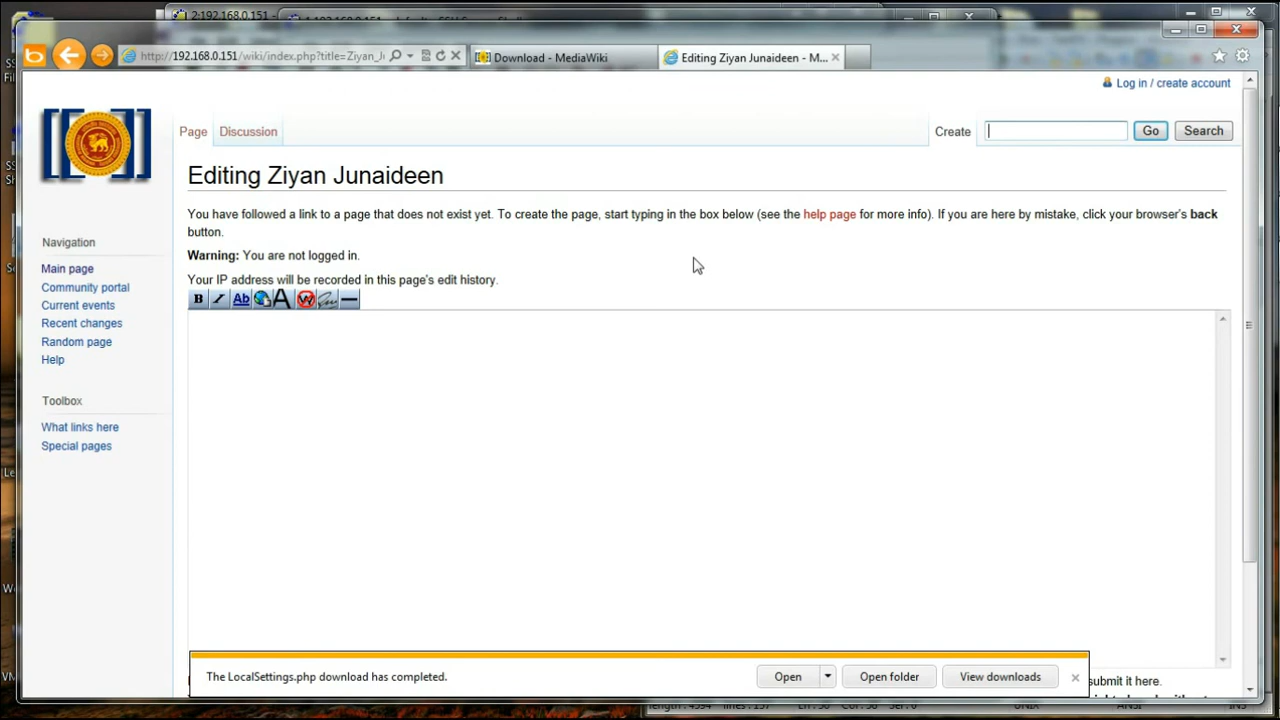 2:192.168.0.151
http://192.168.0.151/wiki/index.php?title=Ziyan_J
Download - MediaWiki
Editing Ziyan Junaideen - M...
Log in / create account
Page
Discussion
Create
Go
Search
Editing Ziyan Junaideen
You have followed a link to a page that does not exist yet. To create the page, start typing in the box below (see the help page for more info). If you are here by mistake, click your browser's back
button.
Warning: You are not logged in.
Your IP address will be recorded in this page's edit history.
B I Ab A W
Navigation
Main page
Community portal
Current events
Recent changes
Random page
Help
Toolbox
What links here
Special pages
The LocalSettings.php download has completed.
Open
Open folder
View downloads
submit it here.